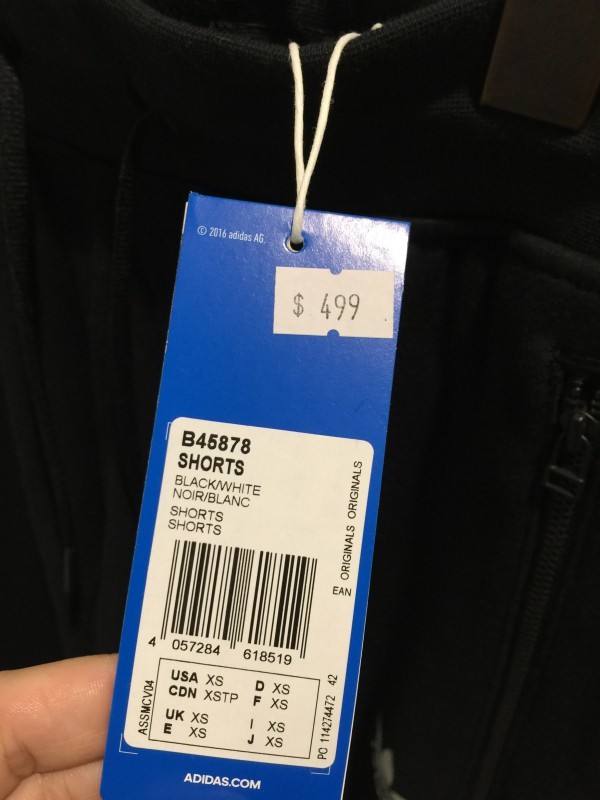 © 2016 adidas AG.
$ 499
B45878
SHORTS
BLACK/WHITE
NOIR/BLANC
SHORTS
SHORTS
ORIGINALS ORIGINALS
EAN
4 057284 618519
ASSMCV04
USA XS D XS
CDN XSTP F XS
UK XS I XS
E XS J XS
PO 114274472 42
ADIDAS.COM